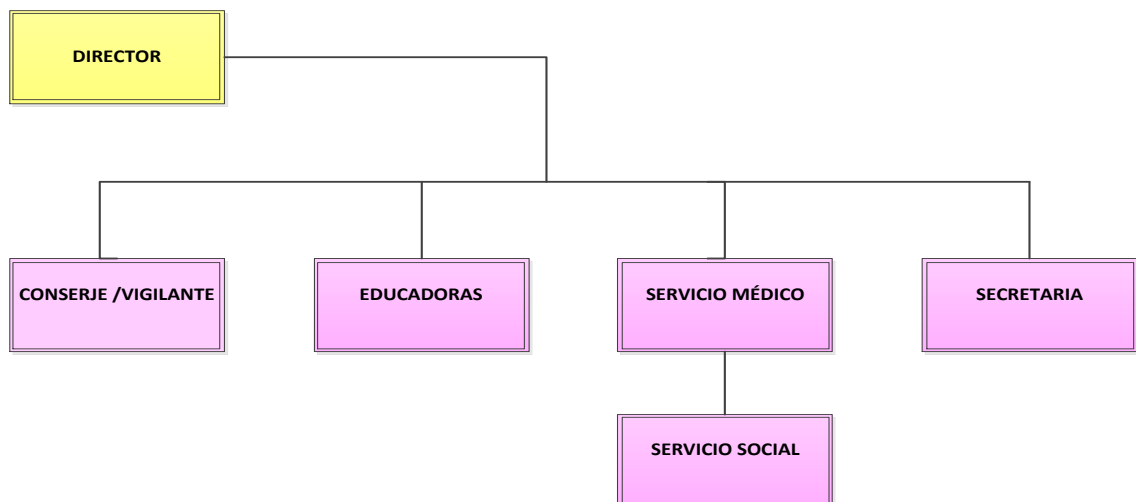 DIRECTOR
CONSERJE /VIGILANTE
EDUCADORAS
SERVICIO MÉDICO
SECRETARIA
SERVICIO SOCIAL